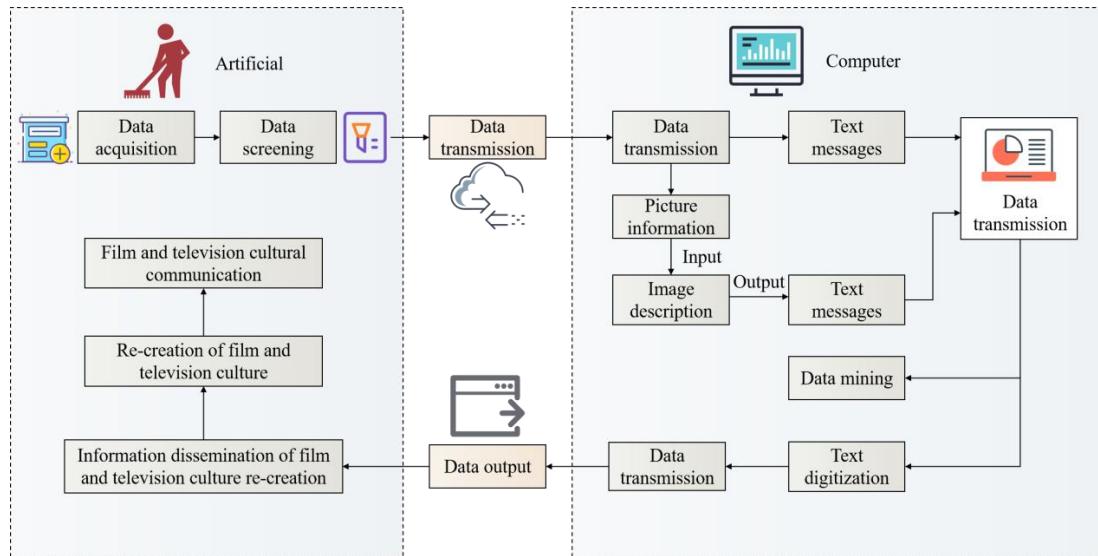 Artificial
Computer
Data
acquisition
Data
screening
Data
transmission
Data
transmission
Text
messages
Data
transmission
Picture
information
Input
Image
description
Output
Text
messages
Film and television cultural
communication
Re-creation of film and
television culture
Data mining
Information dissemination of film
and television culture re-creation
Data output
Data
transmission
Text
digitization